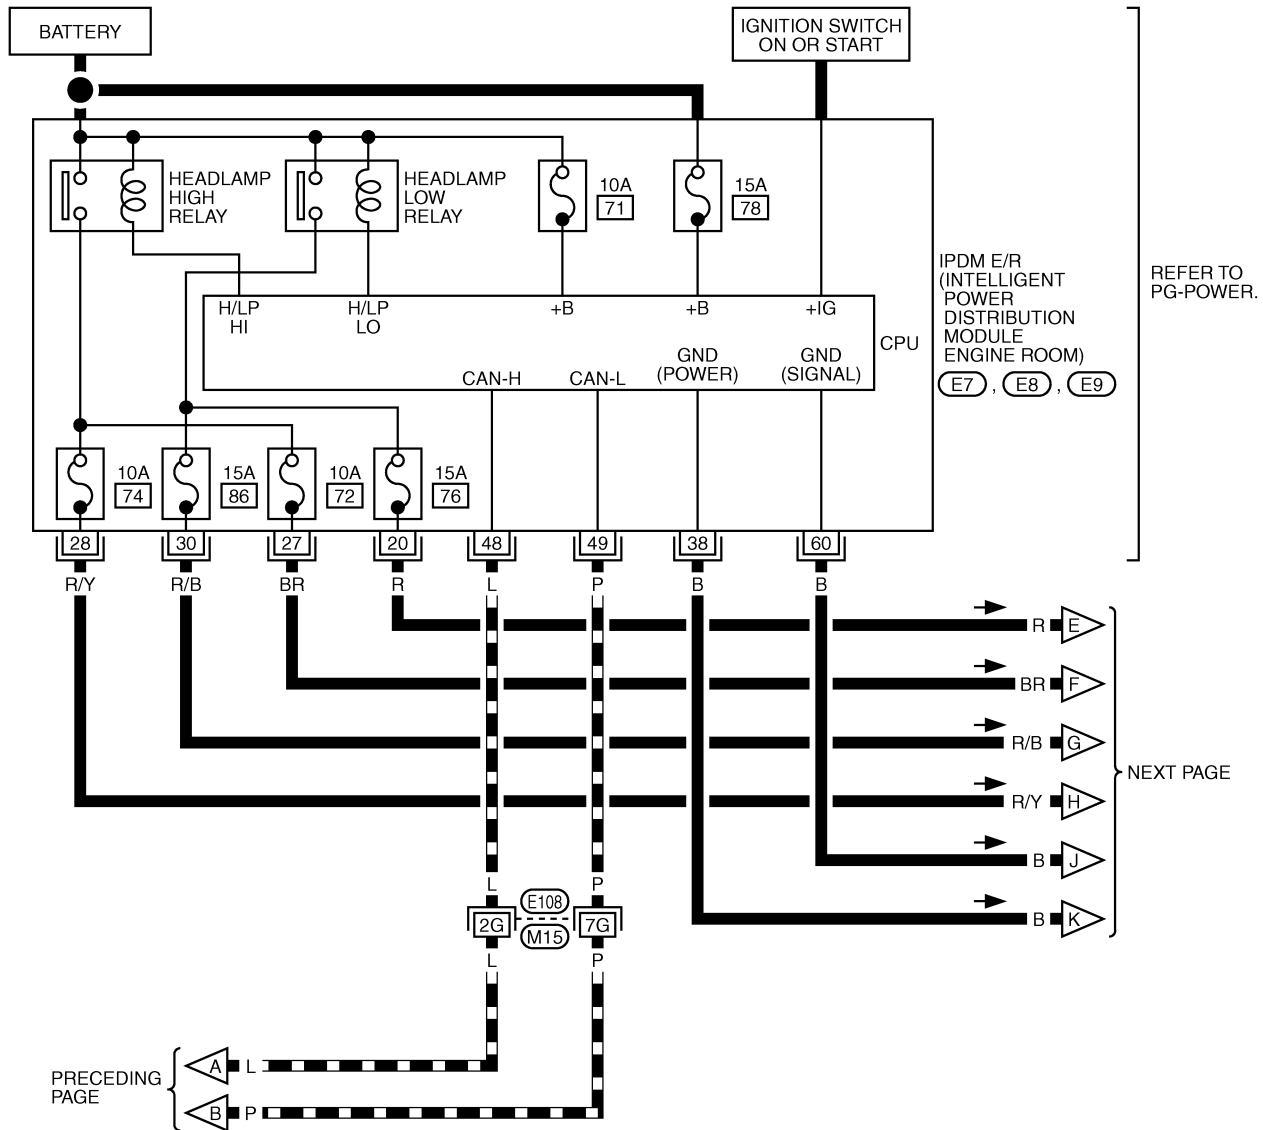 BATTERY
IGNITION SWITCH
ON OR START
HEADLAMP
HIGH
RELAY
HEADLAMP
LOW
RELAY
10A
71
15A
78
IPDM E/R
(INTELLIGENT
POWER
DISTRIBUTION
MODULE
ENGINE ROOM)
E7 , E8 , E9
REFER TO
PG-POWER.
H/LP
HI
H/LP
LO
+B
+B
+IG
CPU
CAN-H
CAN-L
GND
(POWER)
GND
(SIGNAL)
10A
74
15A
86
10A
72
15A
76
28 30 27 20 48 49 38 60
R/Y R/B BR R L P B B
R E
BR F
R/B G
R/Y H
B J
B K
NEXT PAGE
L P
2G E108 7G
M15
L P
PRECEDING
PAGE
A L
B P